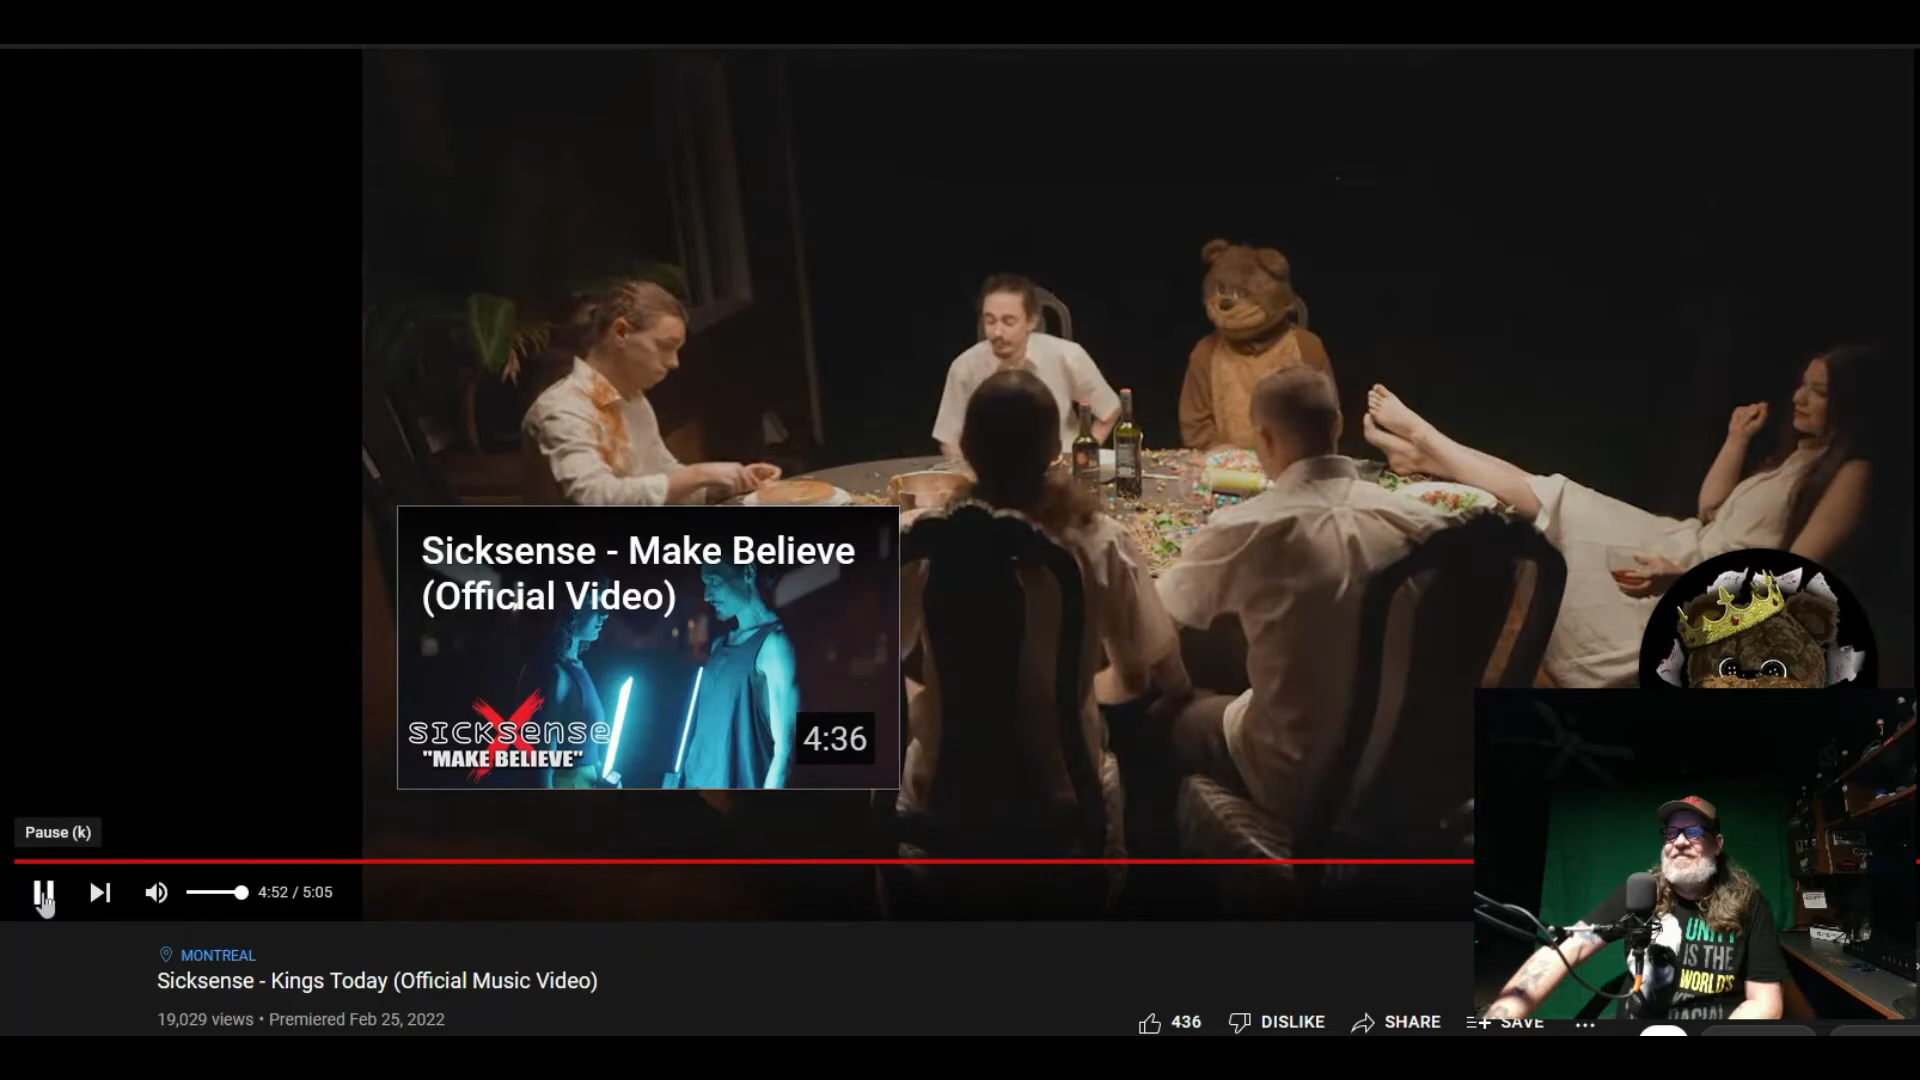 Sicksense - Make Believe
(Official Video)
sicksense
"MAKE BELIEVE"
4:36
Pause (k)
4:52 / 5:05
MONTREAL
Sicksense - Kings Today (Official Music Video)
19,029 views • Premiered Feb 25, 2022
436
DISLIKE
SHARE
SAVE
UNITY
IS THE
WORLD'S